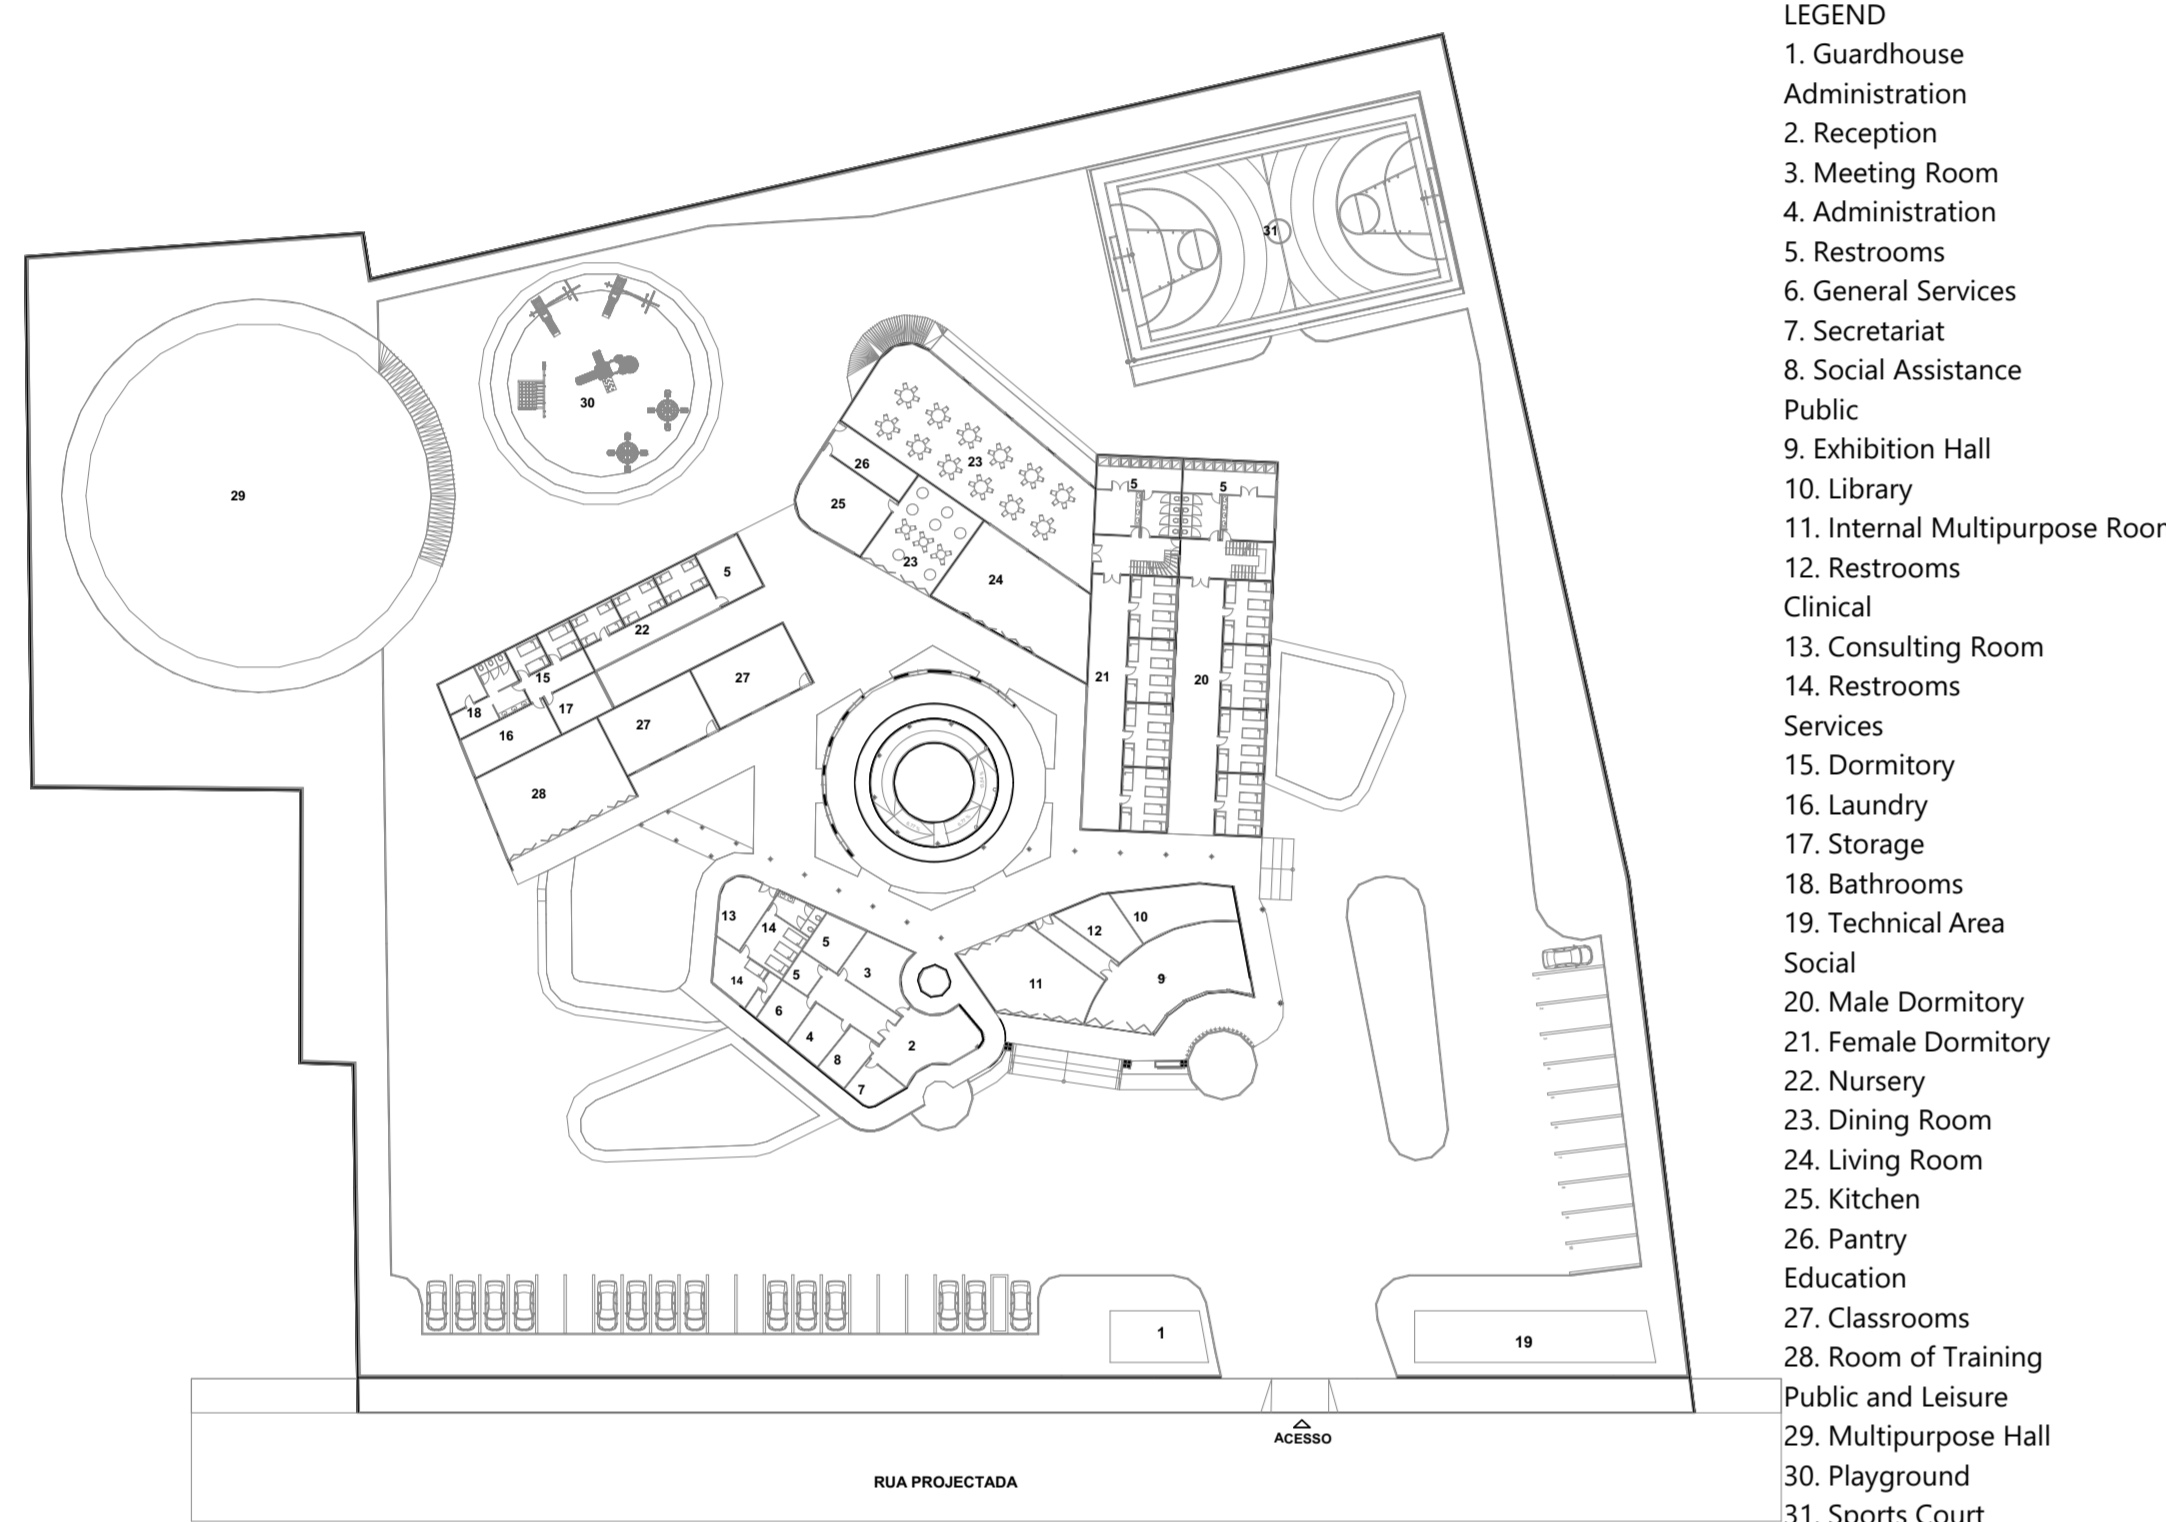 LEGEND
1. Guardhouse
Administration
2. Reception
3. Meeting Room
4. Administration
5. Restrooms
6. General Services
7. Secretariat
8. Social Assistance
Public
9. Exhibition Hall
10. Library
11. Internal Multipurpose Roor
12. Restrooms
Clinical
13. Consulting Room
14. Restrooms
Services
15. Dormitory
16. Laundry
17. Storage
18. Bathrooms
19. Technical Area
Social
20. Male Dormitory
21. Female Dormitory
22. Nursery
23. Dining Room
24. Living Room
25. Kitchen
26. Pantry
Education
27. Classrooms
28. Room of Training
Public and Leisure
29. Multipurpose Hall
30. Playground
31. Sports Court
31
30
29
23
26
25
5
5
23
24
5
22
21
20
15
27
17
18
16
27
28
13
14
5
3
14
5
6
4
8
7
2
12
10
11
9
1
19
ACESSO
RUA PROJECTADA